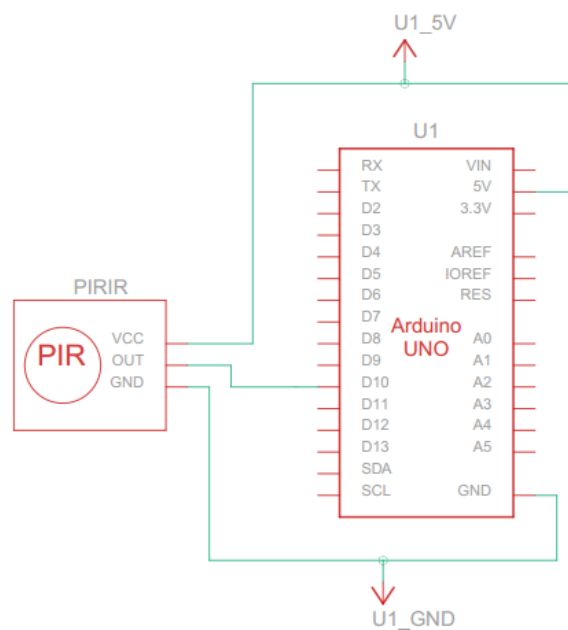 U1_5V
U1
RX
TX
D2
D3
D4
D5
D6
D7
D8
D9
D10
D11
D12
D13
SDA
SCL
VIN
5V
3.3V
AREF
IOREF
RES
A0
A1
A2
A3
A4
A5
GND
Arduino
UNO
PIRIR
PIR
VCC
OUT
GND
U1_GND